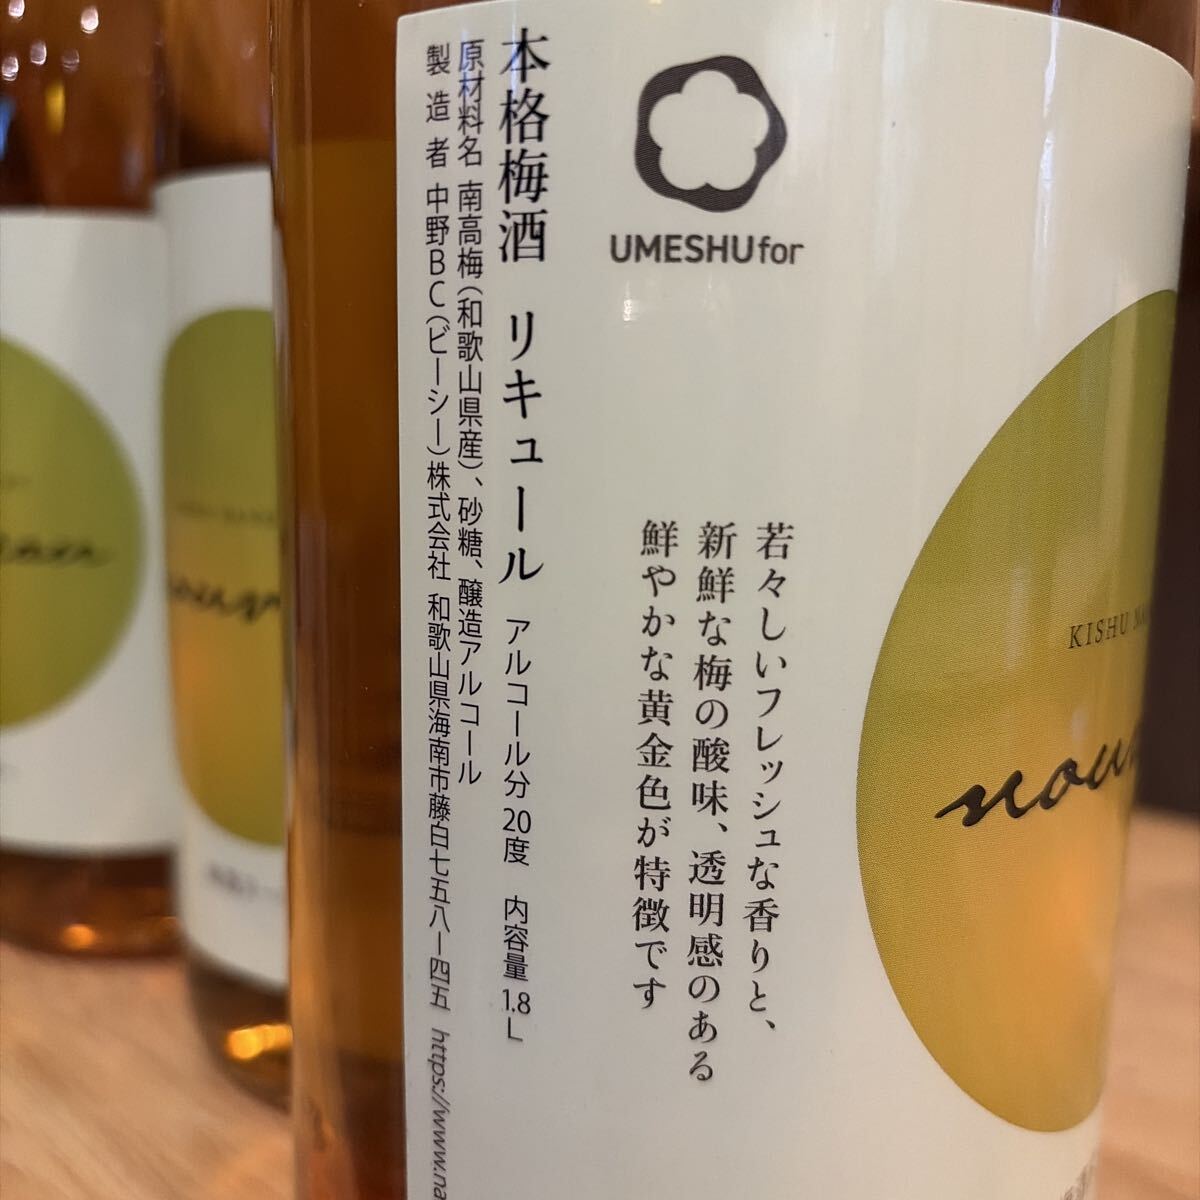 UMESHU for
若々しいフレッシュな香りと、
新鮮な梅の酸味、透明感のある
鮮やかな黄金色が特徴です
本格梅酒 リキュール アルコール分20度 内容量1.8L
原材料名 南高梅(和歌山県産)、砂糖、醸造アルコール
製造者 中野BC(ビーシー)株式会社 和歌山県海南市藤白七五八ー四五 https://www.na
KISHU